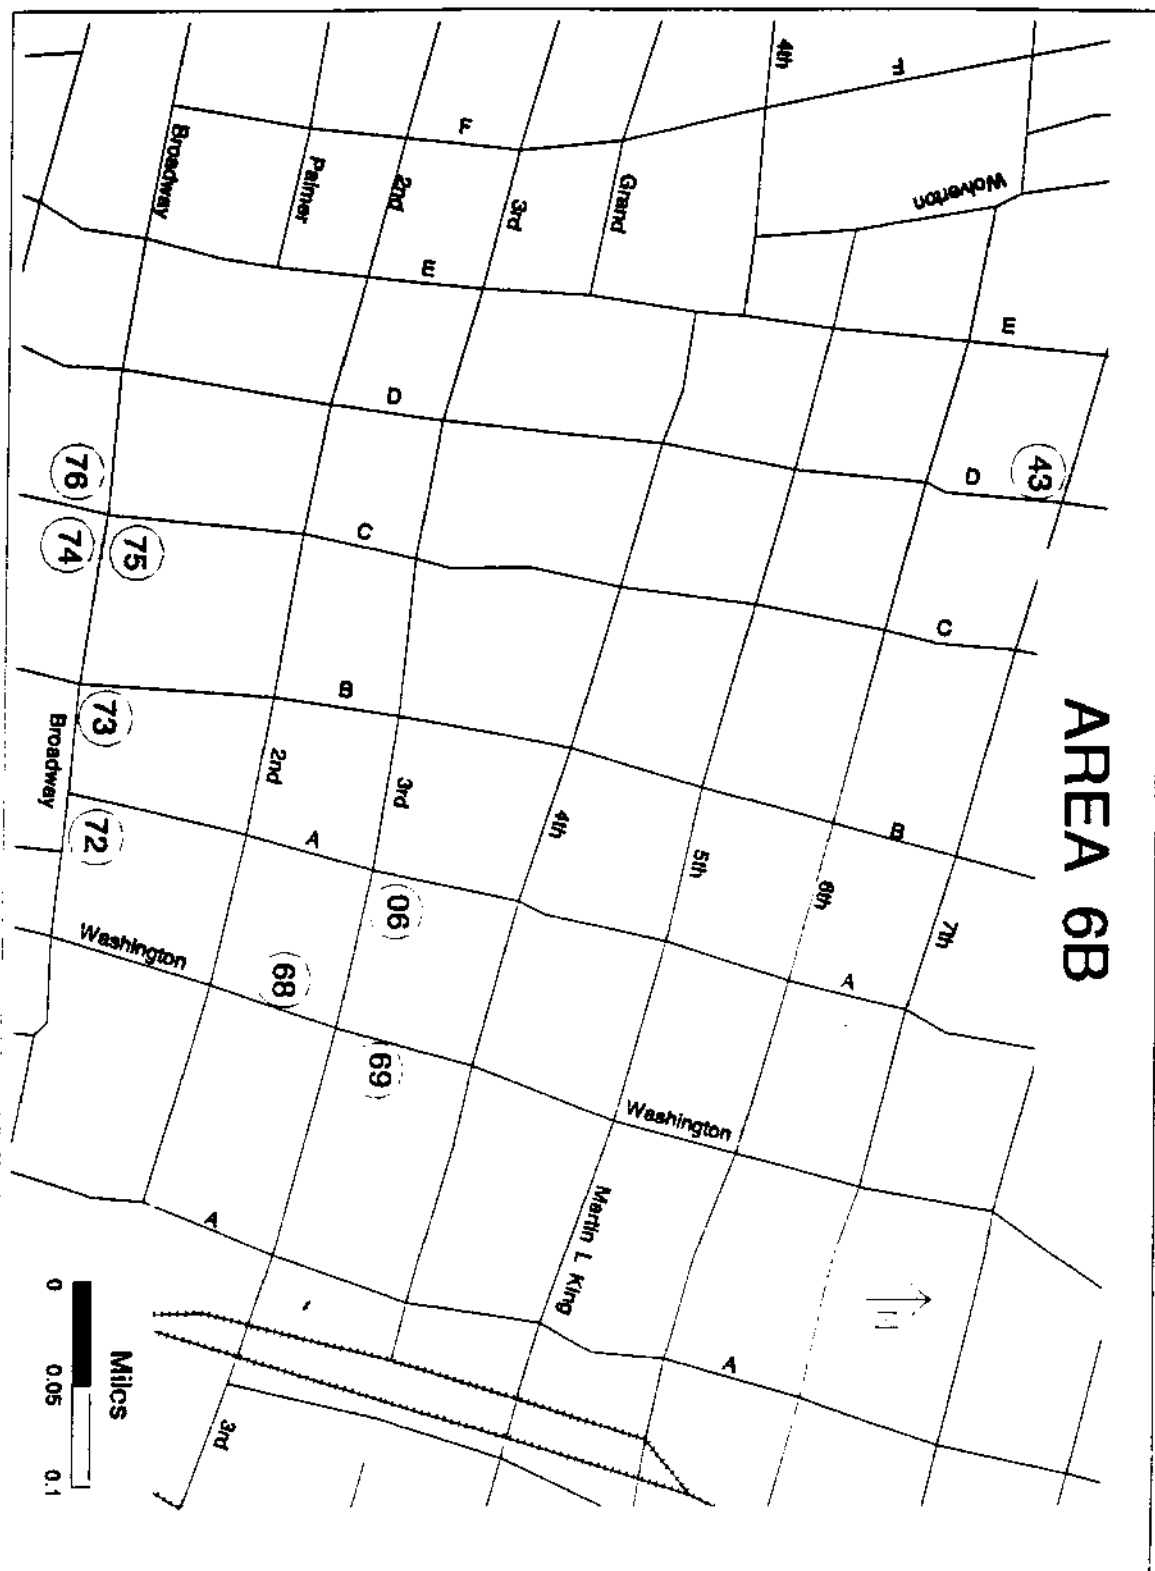 AREA 6B
43
E
D
C
7th
Wolverton
F
B
A
6th
4th
5th
Washington
Grand
4th
Martin L King
A
3rd
F
E
D
3rd
06
69
2nd
C
B
A
68
Palmer
2nd
3rd
A
Broadway
75
Washington
73
72
76
74
Broadway
Miles
0 0.05 0.1